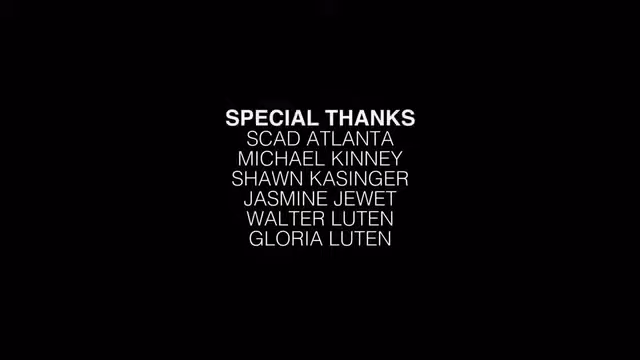 SPECIAL THANKS
SCAD ATLANTA
MICHAEL KINNEY
SHAWN KASINGER
JASMINE JEWET
WALTER LUTEN
GLORIA LUTEN